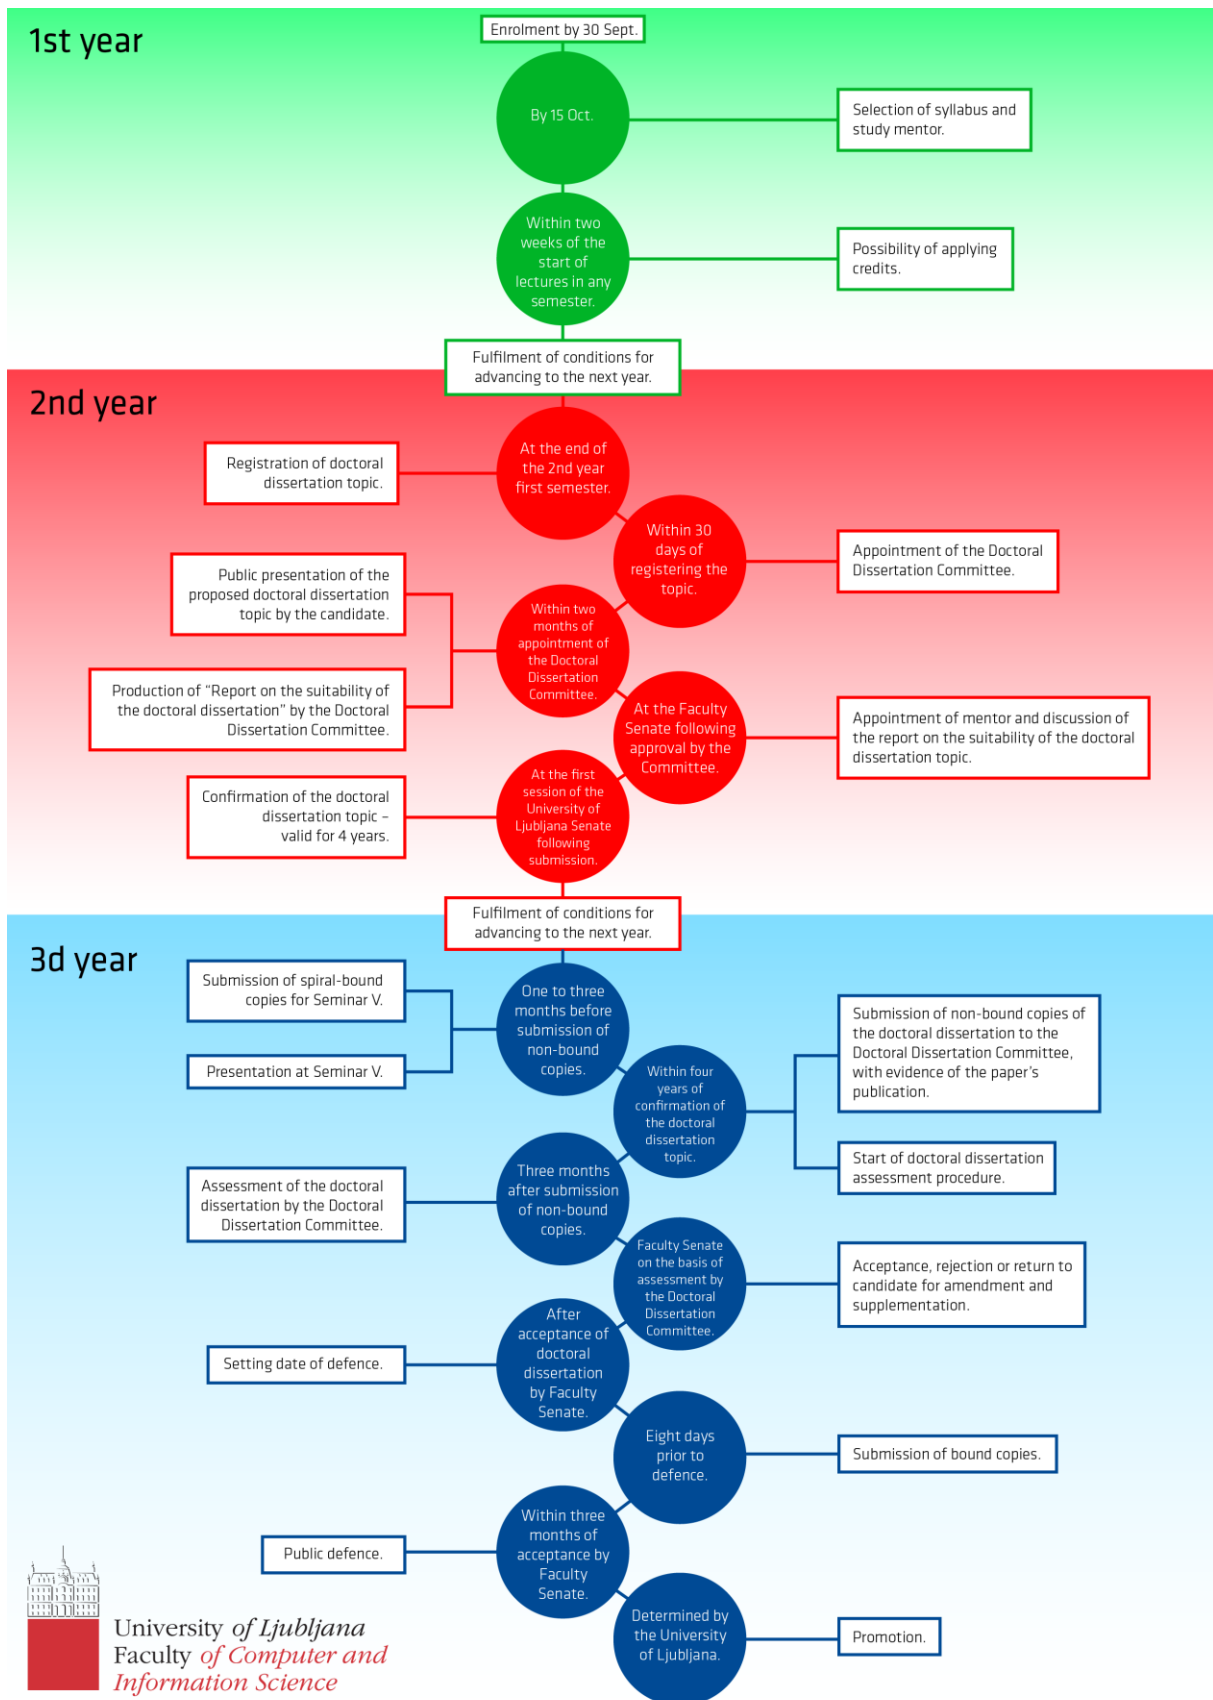 1st year
Enrolment by 30 Sept.
By 15 Oct.
Selection of syllabus and
study mentor.
Within two
weeks of the
start of
lectures in any
semester.
Possibility of applying
credits.
Fulfilment of conditions for
advancing to the next year.
2nd year
At the end of
the 2nd year
first semester.
Registration of doctoral
dissertation topic.
Within 30
days of
registering the
topic.
Appointment of the Doctoral
Dissertation Committee.
Within two
months of
appointment of
the Doctoral
Dissertation
Committee.
Public presentation of the
proposed doctoral dissertation
topic by the candidate.
Production of “Report on the suitability of
the doctoral dissertation” by the Doctoral
Dissertation Committee.
At the Faculty
Senate following
approval by the
Committee.
Appointment of mentor and discussion of
the report on the suitability of the doctoral
dissertation topic.
At the first
session of the
University of
Ljubljana Senate
following
submission.
Confirmation of the doctoral
dissertation topic –
valid for 4 years.
Fulfilment of conditions for
advancing to the next year.
3d year
One to three
months before
submission of
non-bound
copies.
Submission of spiral-bound
copies for Seminar V.
Presentation at Seminar V.
Within four
years of
confirmation of
the doctoral
dissertation
topic.
Submission of non-bound copies of
the doctoral dissertation to the
Doctoral Dissertation Committee,
with evidence of the paper’s
publication.
Start of doctoral dissertation
assessment procedure.
Three months
after submission
of non-bound
copies.
Assessment of the doctoral
dissertation by the Doctoral
Dissertation Committee.
Faculty Senate
on the basis of
assessment by
the Doctoral
Dissertation
Committee.
Acceptance, rejection or return to
candidate for amendment and
supplementation.
After
acceptance of
doctoral
dissertation
by Faculty
Senate.
Setting date of defence.
Eight days
prior to
defence.
Submission of bound copies.
Within three
months of
acceptance by
Faculty
Senate.
Public defence.
Determined by
the University
of Ljubljana.
Promotion.
University of Ljubljana
Faculty of Computer and
Information Science